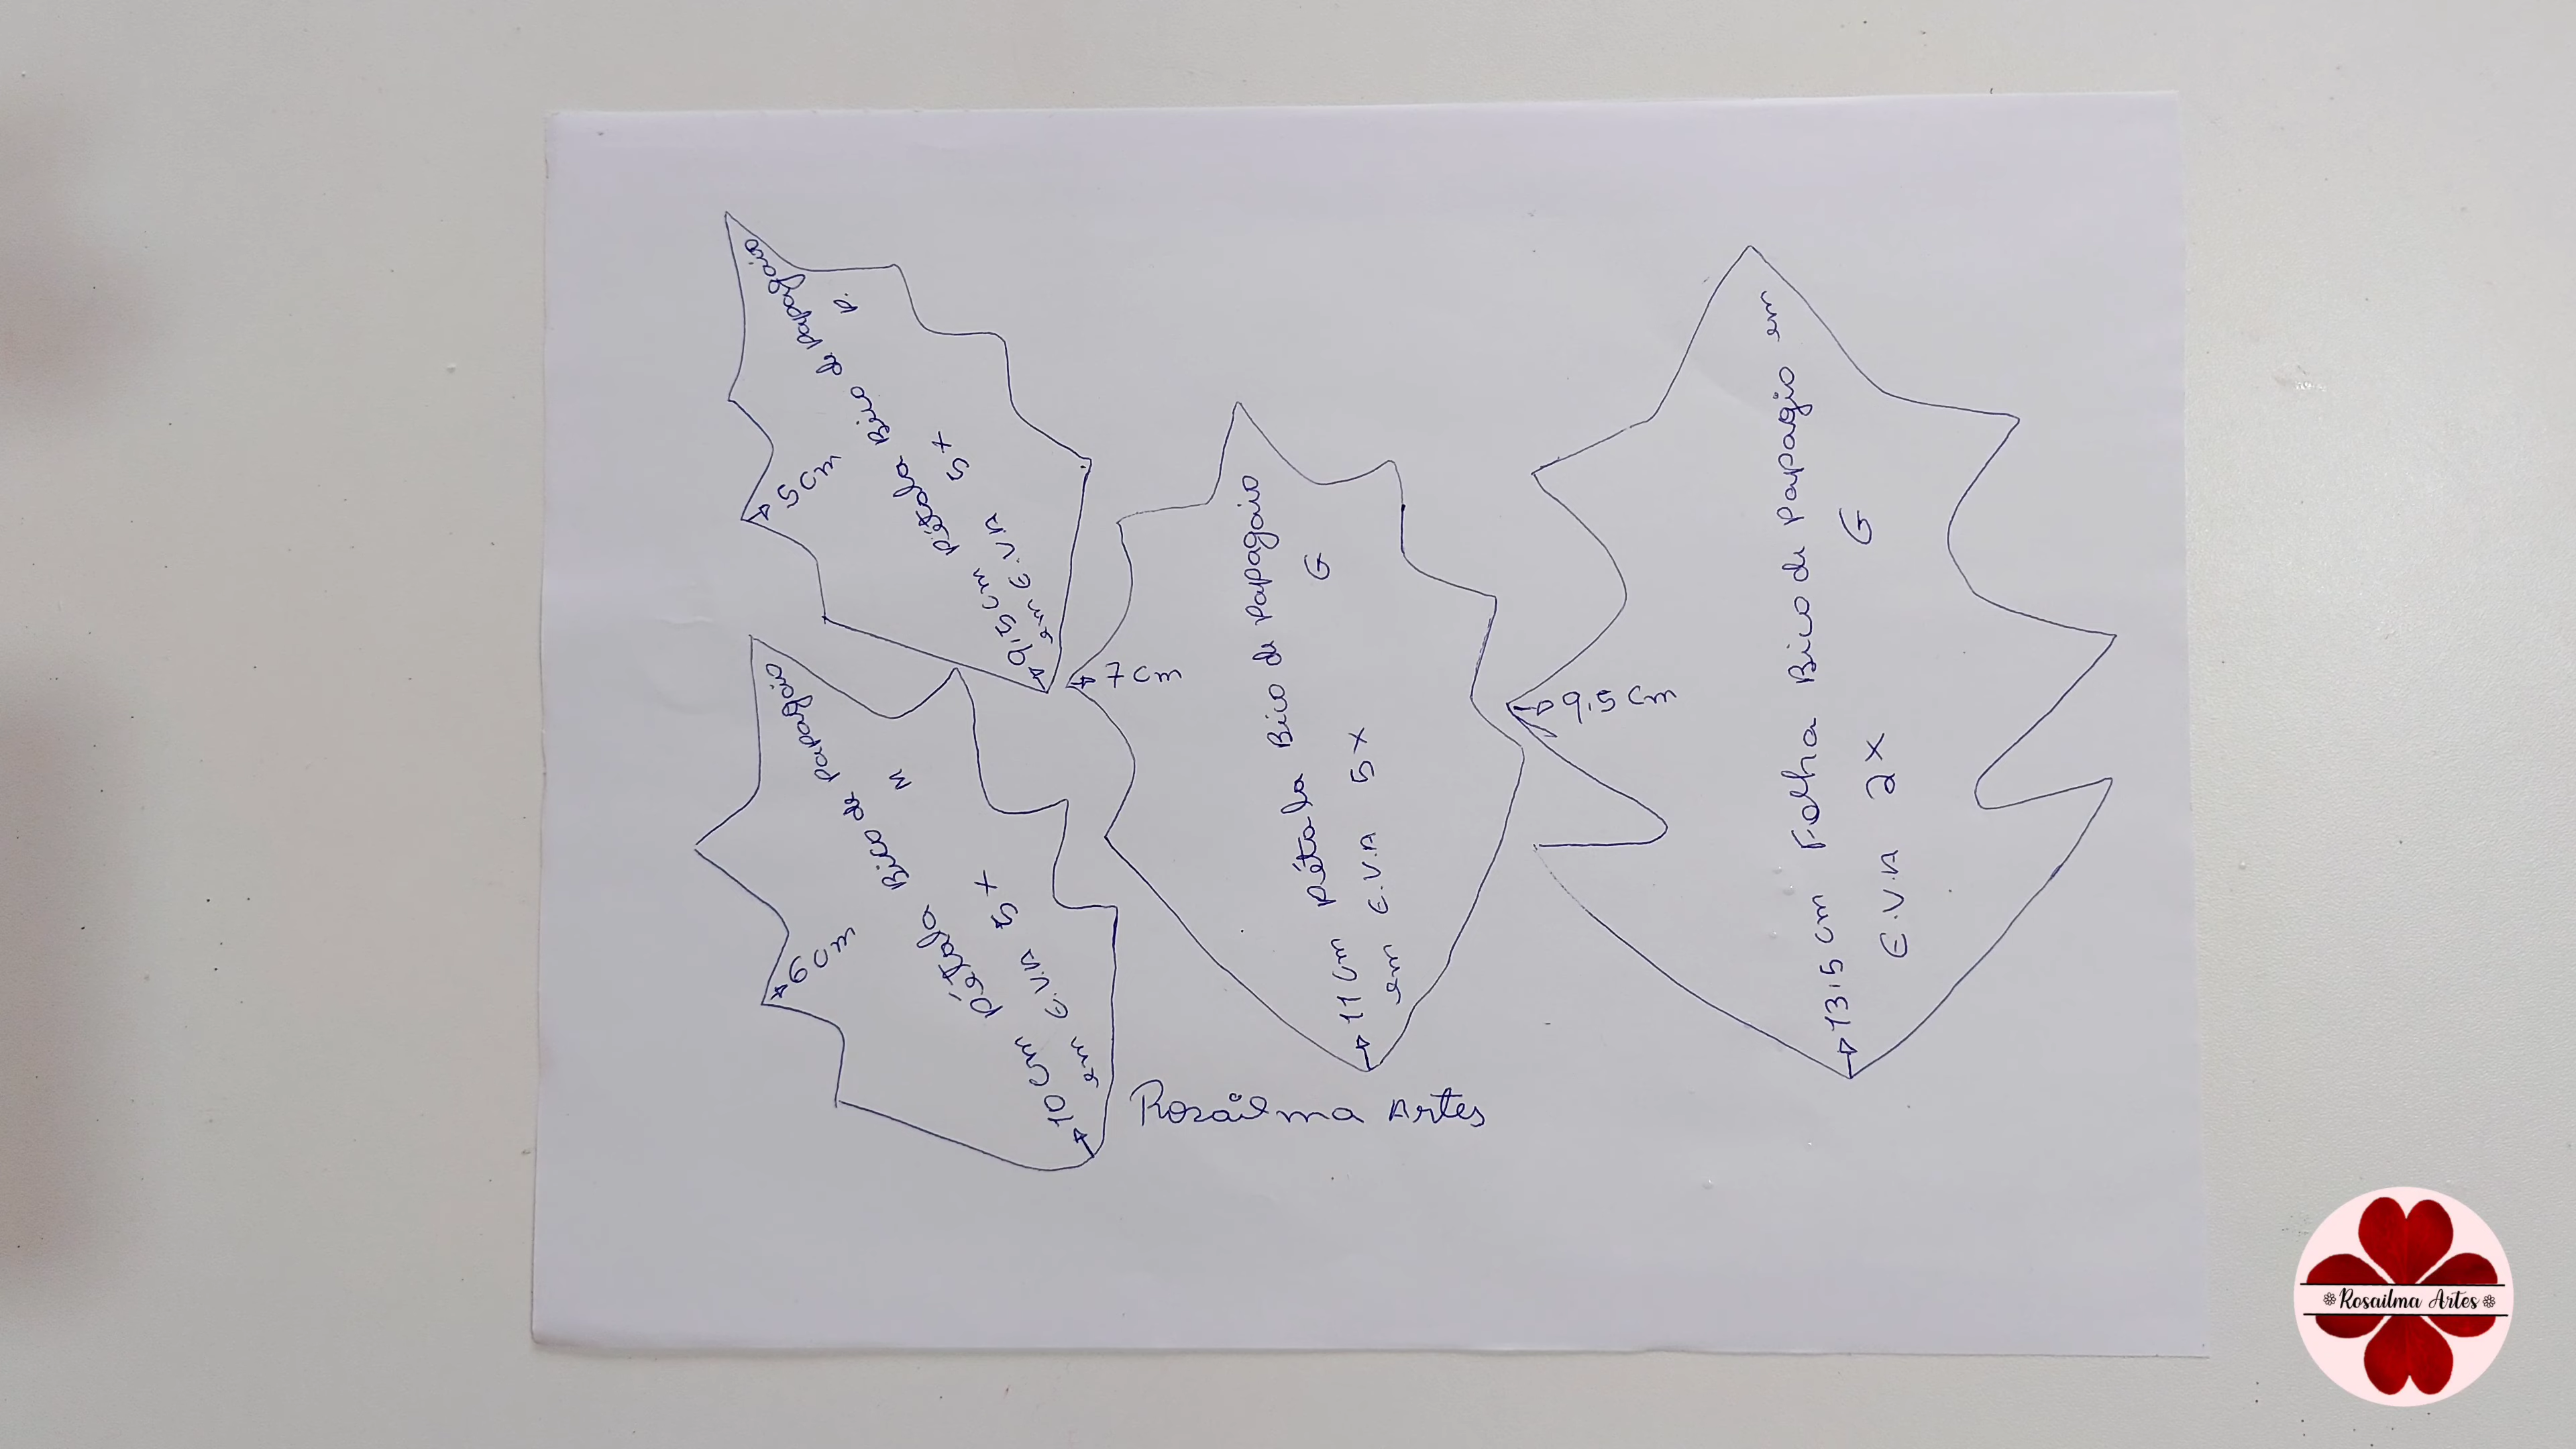 9,5 cm pétala Bico de papagaio
em E.V.A 5x P.
5 cm
10 cm pétala Bico de papagaio
em E.V.A 5x M
6 cm
11 cm pétala Bico de Papagaio
em E.V.A 5x G
7 cm
13,5 cm Folha Bico de Papagio em
E.V.A 2x G
9,5 cm
Rosailma Artes
Rosailma Artes